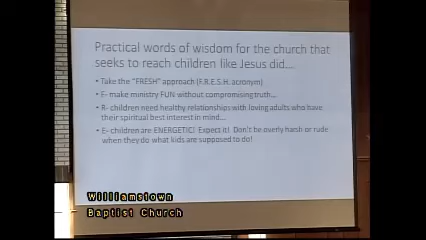 Practical words of wisdom for the church that
seeks to reach children like Jesus did...
• Take the "FRESH" approach (F.R.E.S.H acronym)
• F- make ministry FUN without compromising truth...
• R- children need healthy relationships with loving adults who have
their spiritual best interest in mind...
• E- children are ENERGETIC! Expect it! Don't be overly harsh or rude
when they do what kids are supposed to do!
Williamstown
Baptist Church